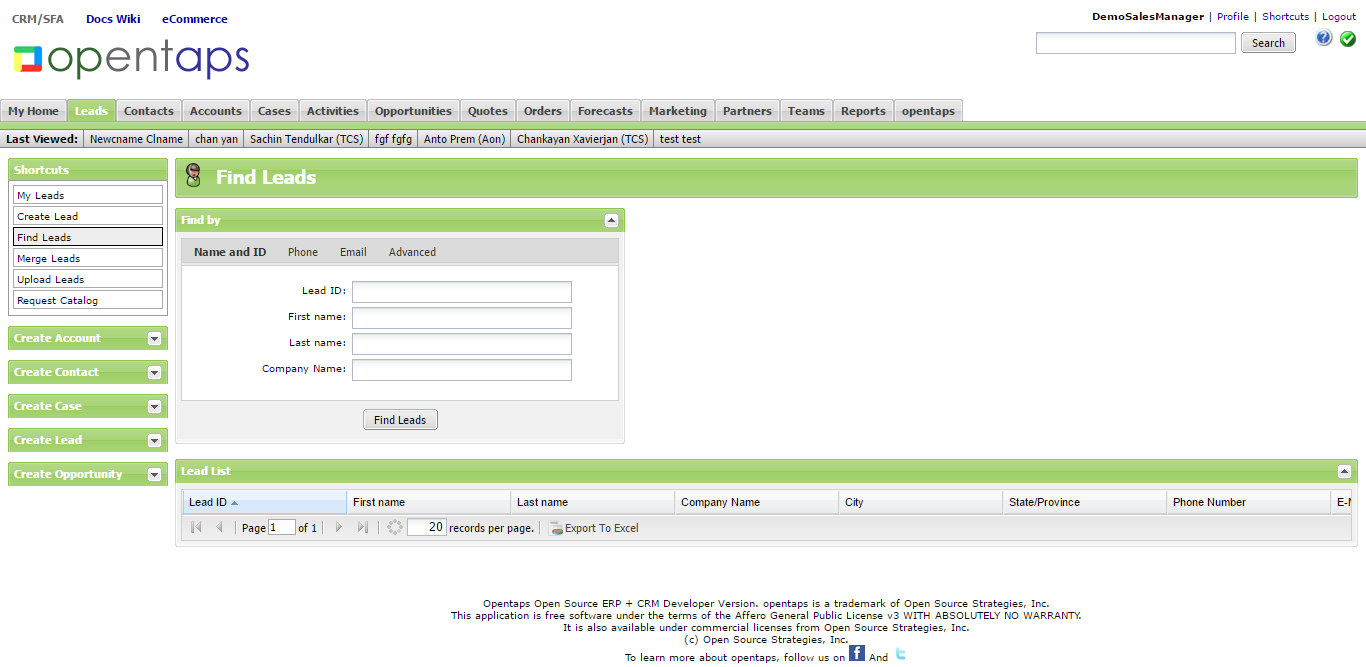 CRM/SFA Docs Wiki eCommerce
DemoSalesManager | Profile | Shortcuts | Logout
opentaps
Search
My Home Leads Contacts Accounts Cases Activities Opportunities Quotes Orders Forecasts Marketing Partners Teams Reports opentaps
Last Viewed: Newcname Clname chan yan Sachin Tendulkar (TCS) fgf fgfg Anto Prem (Aon) Chankayan Xavierjan (TCS) test test
Shortcuts
My Leads
Create Lead
Find Leads
Merge Leads
Upload Leads
Request Catalog
Create Account
Create Contact
Create Case
Create Lead
Create Opportunity
Find Leads
Find by
Name and ID Phone Email Advanced
Lead ID:
First name:
Last name:
Company Name:
Find Leads
Lead List
Lead ID First name Last name Company Name City State/Province Phone Number
Page 1 of 1 20 records per page. Export To Excel
Opentaps Open Source ERP + CRM Developer Version. opentaps is a trademark of Open Source Strategies, Inc.
This application is free software under the terms of the Affero General Public License v3 WITH ABSOLUTELY NO WARRANTY.
It is also available under commercial licenses from Open Source Strategies, Inc.
(c) Open Source Strategies, Inc.
To learn more about opentaps, follow us on f And t